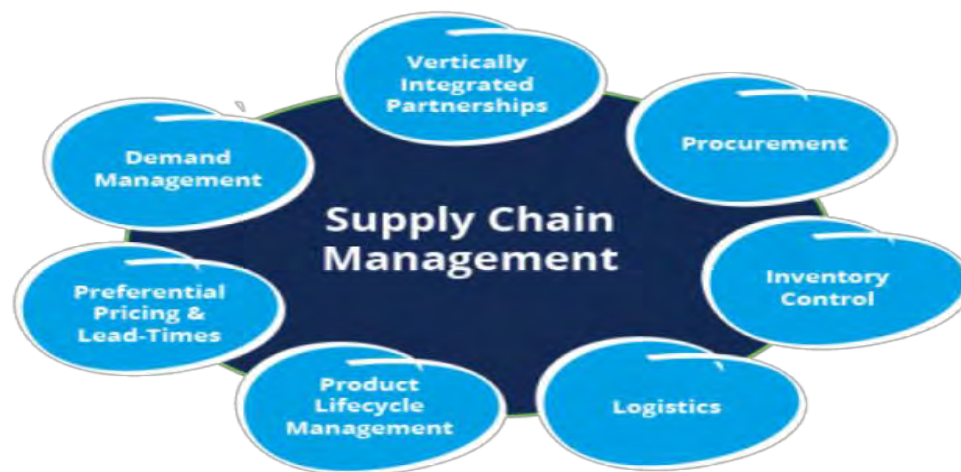 Vertically
Integrated
Partnerships
Procurement
Demand
Management
Supply Chain
Management
Inventory
Control
Preferential
Pricing &
Lead-Times
Product
Lifecycle
Management
Logistics